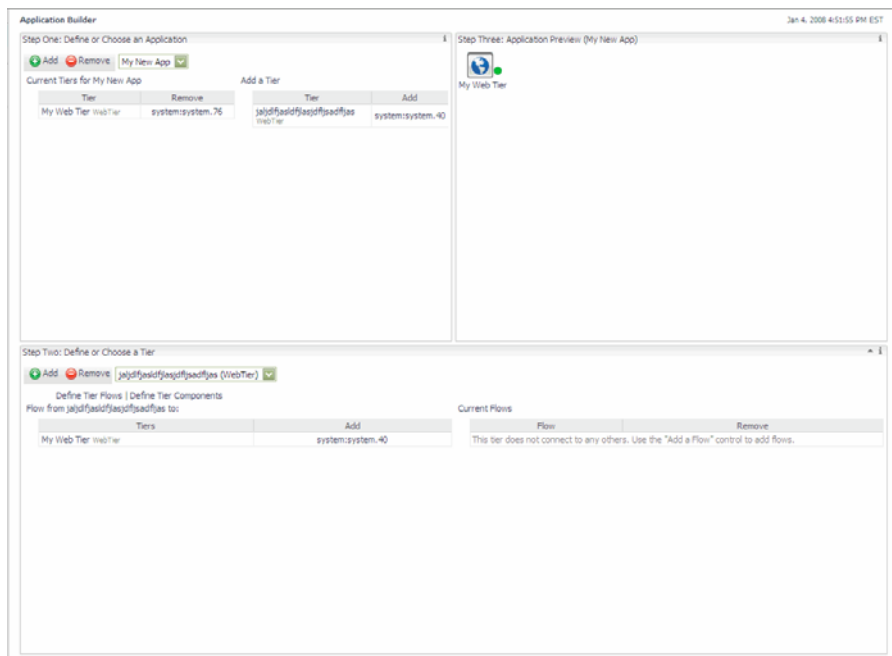 Application Builder
Jan 4, 2008 4:51:55 PM EST
Step One: Define or Choose an Application
Add Remove My New App
Current Tiers for My New App
Tier Remove
My Web Tier WebTier system:system.76
Add a Tier
Tier Add
jaljdlfjasldfjlasjdfljsadfljas system:system.40
WebTier
Step Three: Application Preview (My New App)
My Web Tier
Step Two: Define or Choose a Tier
Add Remove jaljdlfjasldfjlasjdfljsadfljas (WebTier)
Define Tier Flows | Define Tier Components
Flow from jaljdlfjasldfjlasjdfljsadfljas to:
Tiers Add
My Web Tier WebTier system:system.40
Current Flows
Flow Remove
This tier does not connect to any others. Use the "Add a Flow" control to add flows.